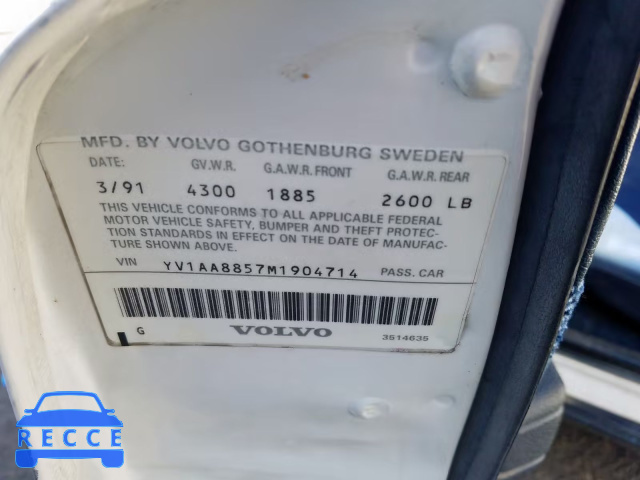 MFD. BY VOLVO GOTHENBURG SWEDEN
DATE: GV.W.R. G.A.W.R. FRONT G.A.W.R. REAR
3/91 4300 1885 2600 LB
THIS VEHICLE CONFORMS TO ALL APPLICABLE FEDERAL
MOTOR VEHICLE SAFETY, BUMPER AND THEFT PROTEC-
TION STANDARDS IN EFFECT ON THE DATE OF MANUFAC-
TURE SHOWN ABOVE.
VIN YV1AA8857M1904714 PASS. CAR
G VOLVO 3514635
RECCE